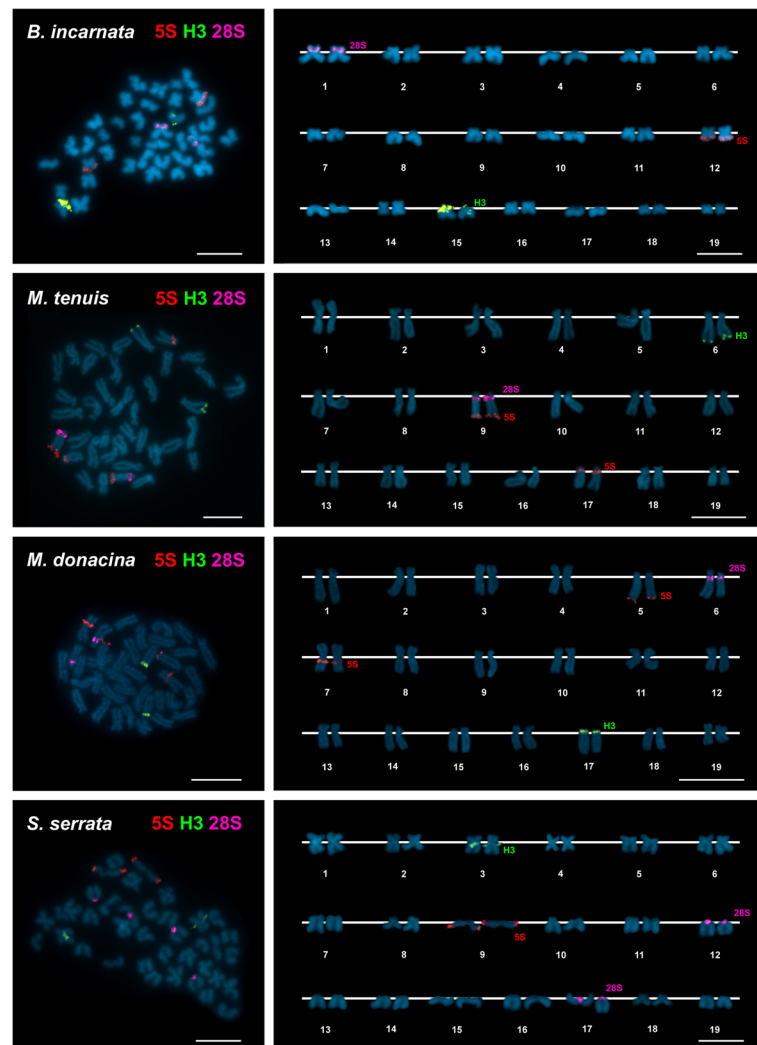 B. incarnata 5S H3 28S
28S
1 2 3 4 5 6
5S
7 8 9 10 11 12
H3
13 14 15 16 17 18 19
M. tenuis 5S H3 28S
1 2 3 4 5 6
H3
28S
5S
7 8 9 10 11 12
5S
13 14 15 16 17 18 19
M. donacina 5S H3 28S
28S
5S
1 2 3 4 5 6
5S
7 8 9 10 11 12
H3
13 14 15 16 17 18 19
S. serrata 5S H3 28S
H3
1 2 3 4 5 6
28S
5S
7 8 9 10 11 12
28S
13 14 15 16 17 18 19